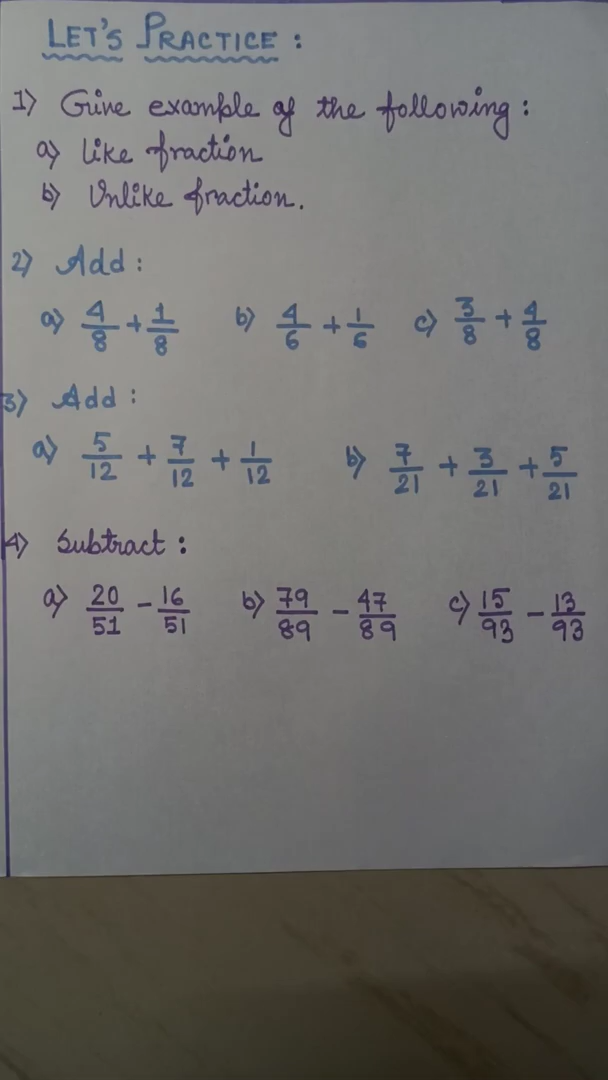 LET'S PRACTICE :
1) Give example of the following :
a) Like fraction
b) Unlike fraction.
2) Add :
a) 4/8 + 1/8 b) 4/6 + 1/6 c) 3/8 + 4/8
3) Add :
a) 5/12 + 7/12 + 1/12 b) 7/21 + 3/21 + 5/21
4) Subtract :
a) 20/51 - 16/51 b) 79/89 - 47/89 c) 15/93 - 13/93